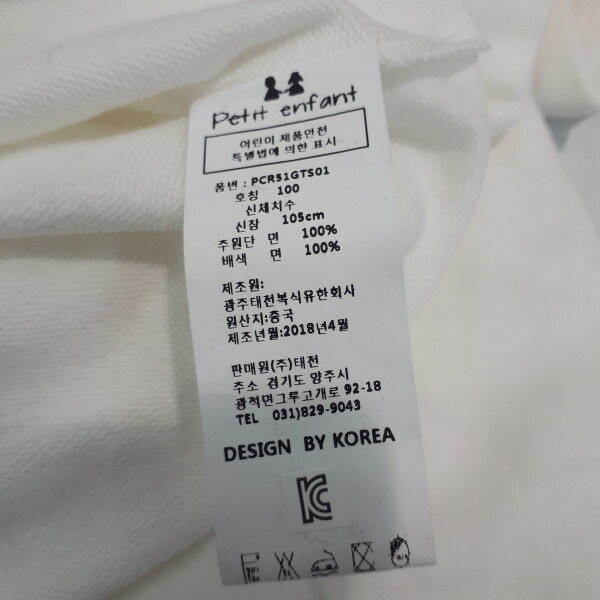 Petit enfant
어린이 제품안전
특별법에 의한 표시
품번 : PCR51GTS01
호칭 100
신체치수
신장 105cm
주원단 면 100%
배색 면 100%
제조원:
광주태전복식유한회사
원산지:중국
제조년월:2018년4월
판매원(주)태전
주소 경기도 양주시
광적면그루고개로 92-18
TEL 031)829-9043
DESIGN BY KOREA
KC